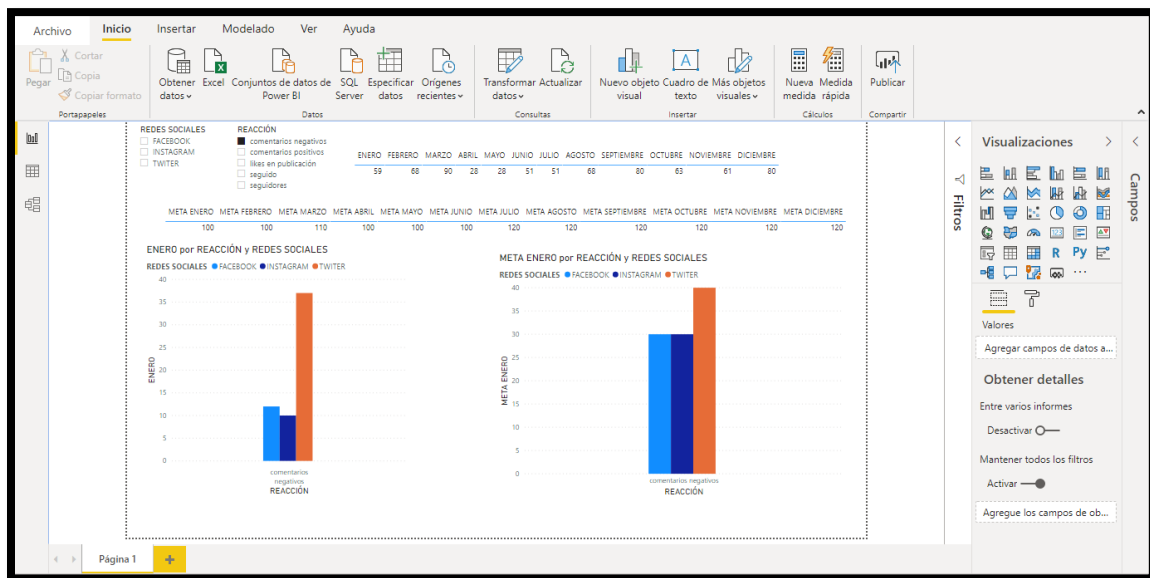 Archivo Inicio Insertar Modelado Ver Ayuda
Pegar
Cortar
Copia
Copiar formato
Portapapeles
Obtener datos
Excel
Conjuntos de datos de Power BI
SQL Server
Especificar datos
Orígenes recientes
Datos
Transformar datos
Actualizar
Consultas
Nuevo objeto visual
A
Cuadro de texto
Más objetos visuales
Insertar
Nueva medida
Medida rápida
Cálculos
Publicar
Compartir
REDES SOCIALES
FACEBOOK
INSTAGRAM
TWITER
REACCIÓN
comentarios negativos
comentarios positivos
likes en publicación
seguido
seguidores
ENERO FEBRERO MARZO ABRIL MAYO JUNIO JULIO AGOSTO SEPTIEMBRE OCTUBRE NOVIEMBRE DICIEMBRE
59 68 90 28 28 51 51 68 80 63 61 80
META ENERO META FEBRERO META MARZO META ABRIL META MAYO META JUNIO META JULIO META AGOSTO META SEPTIEMBRE META OCTUBRE META NOVIEMBRE META DICIEMBRE
100 100 110 100 100 100 120 120 120 120 120 120
ENERO por REACCIÓN y REDES SOCIALES
REDES SOCIALES FACEBOOK INSTAGRAM TWITER
40
35
30
25
20
15
10
5
0
ENERO
comentarios
negativos
REACCIÓN
META ENERO por REACCIÓN y REDES SOCIALES
REDES SOCIALES FACEBOOK INSTAGRAM TWITER
40
35
30
25
20
15
10
5
0
META ENERO
comentarios negativos
REACCIÓN
Filtros
Visualizaciones
R Py
Valores
Agregar campos de datos a...
Obtener detalles
Entre varios informes
Desactivar
Mantener todos los filtros
Activar
Agregue los campos de ob...
Campos
Página 1